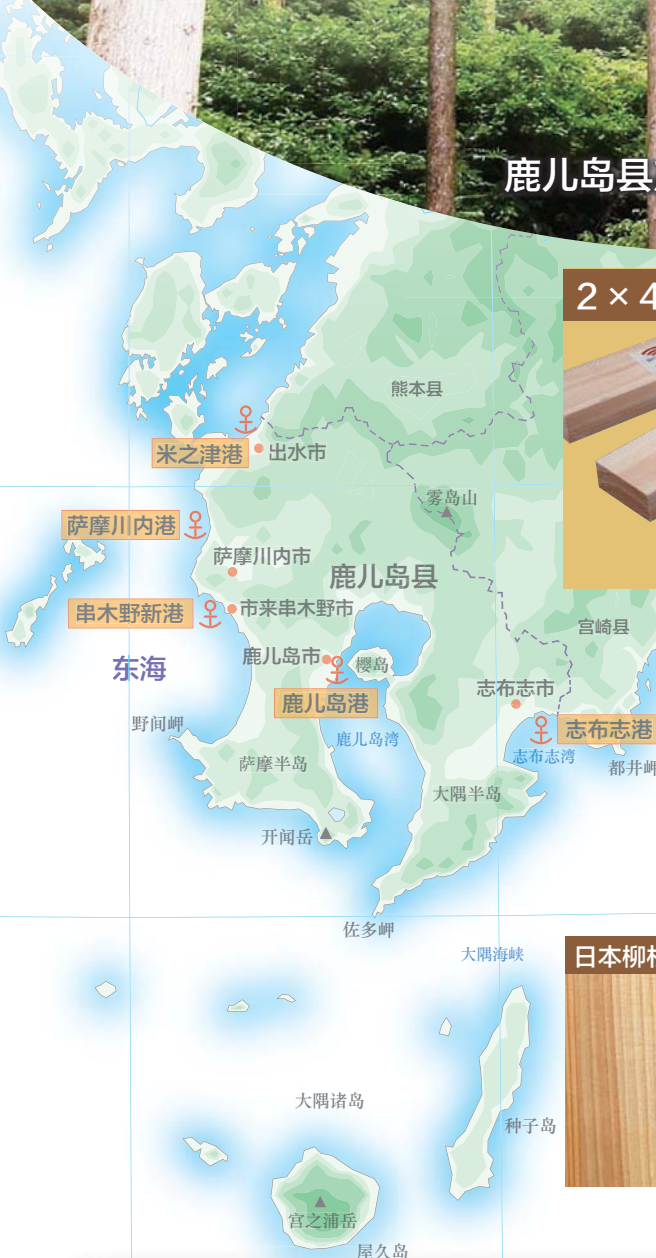 鹿儿岛县
2×4
熊本县
米之津港
出水市
雾岛山
萨摩川内港
萨摩川内市
鹿儿岛县
串木野新港
市来串木野市
宫崎县
东海
鹿儿岛市
樱岛
志布志市
鹿儿岛港
志布志港
野间岬
鹿儿岛湾
志布志湾
萨摩半岛
都井岬
大隅半岛
开闻岳
佐多岬
大隅海峡
日本柳
大隅诸岛
种子岛
宫之浦岳
屋久岛